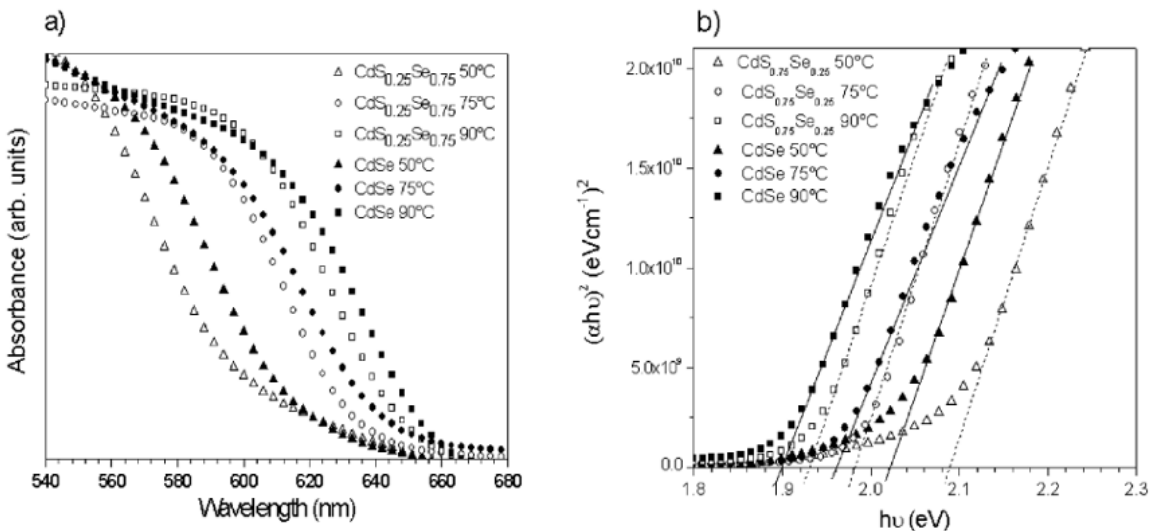 a)
CdS0.25Se0.75 50ºC
CdS0.25Se0.75 75ºC
CdS0.25Se0.75 90ºC
CdSe 50ºC
CdSe 75ºC
CdSe 90ºC
Absorbance (arb. units)
540 560 580 600 620 640 660 680
Wavelength (nm)
b)
CdS0.75Se0.25 50ºC
CdS0.75Se0.25 75ºC
CdS0.75Se0.25 90ºC
CdSe 50ºC
CdSe 75ºC
CdSe 90ºC
(αhυ)² (eVcm⁻¹)²
2.0x10¹⁰
1.5x10¹⁰
1.0x10¹⁰
5.0x10⁹
0.0
1.8 1.9 2.0 2.1 2.2 2.3
hυ (eV)